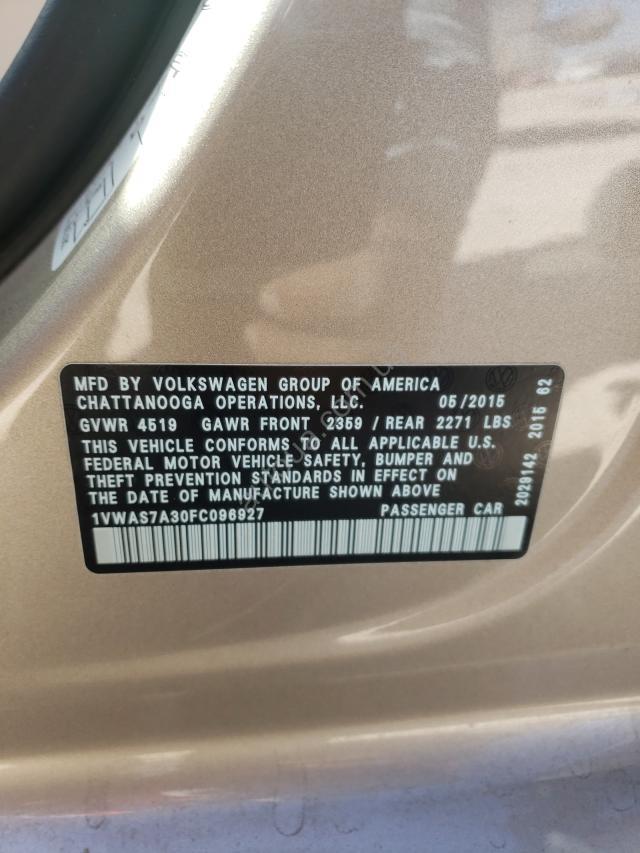 MFD BY VOLKSWAGEN GROUP OF AMERICA
CHATTANOOGA OPERATIONS, LLC. 05/2015
GVWR 4519 GAWR FRONT 2359 / REAR 2271 LBS
THIS VEHICLE CONFORMS TO ALL APPLICABLE U.S.
FEDERAL MOTOR VEHICLE SAFETY, BUMPER AND
THEFT PREVENTION STANDARDS IN EFFECT ON
THE DATE OF MANUFACTURE SHOWN ABOVE
1VWAS7A30FC096927 PASSENGER CAR
2029142 2015 62